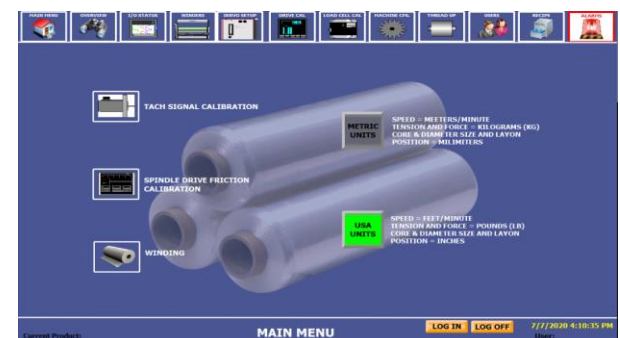 MAIN MENU
OVERVIEW
I/O STATUS
WINDERS
SERVO SETUP
DRIVE CAL.
LOAD CELL CAL.
MACHINE CFG.
THREAD UP
USERS
RECIPE
ALARMS
TACH SIGNAL CALIBRATION
METRIC
UNITS
SPEED = MEETERS/MINUTE
TENSION AND FORCE = KILOGRAMS (KG)
CORE & DIAMETER SIZE AND LAYON
POSITION = MILIMITERS
SPINDLE DRIVE FRICTION
CALIBRATION
USA
UNITS
SPEED = FEET/MINUTE
TENSION AND FORCE = POUNDS (LB)
CORE & DIAMETER SIZE AND LAYON
POSITION = INCHES
WINDING
Current Product:
MAIN MENU
LOG IN
LOG OFF
7/7/2020 4:10:35 PM
User: